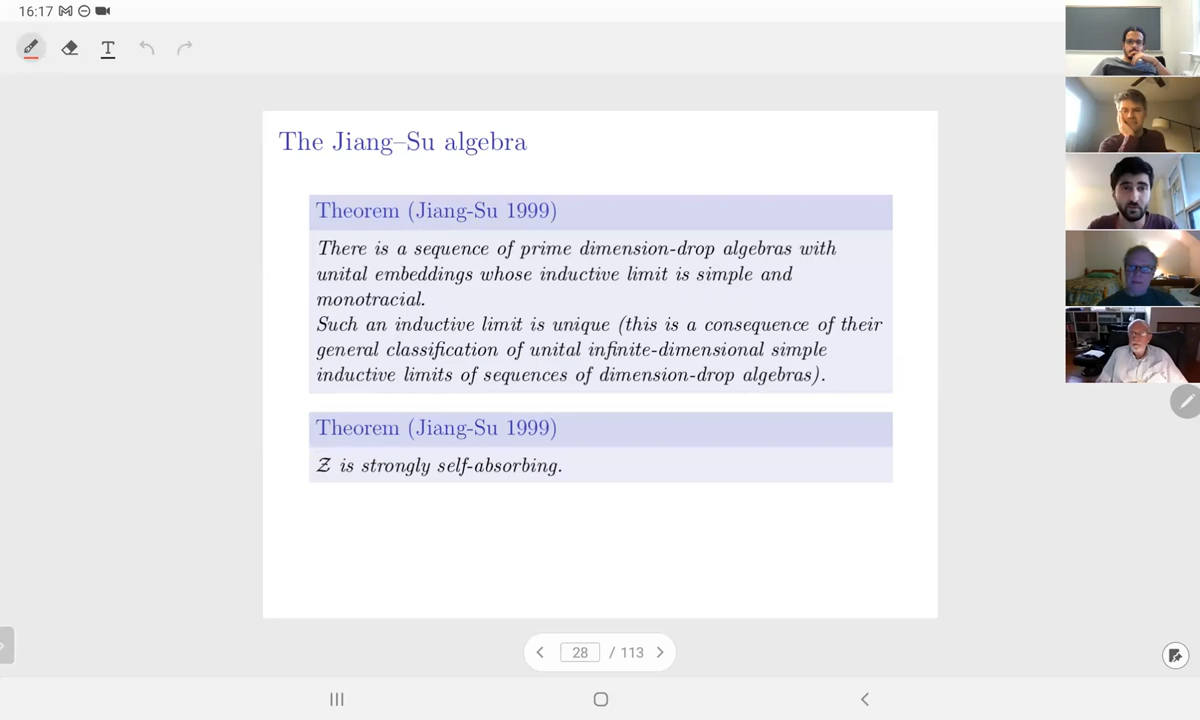 16:17
T
The Jiang–Su algebra
Theorem (Jiang-Su 1999)
There is a sequence of prime dimension-drop algebras with
unital embeddings whose inductive limit is simple and
monotracial.
Such an inductive limit is unique (this is a consequence of their
general classification of unital infinite-dimensional simple
inductive limits of sequences of dimension-drop algebras).
Theorem (Jiang-Su 1999)
𝒵 is strongly self-absorbing.
28 / 113